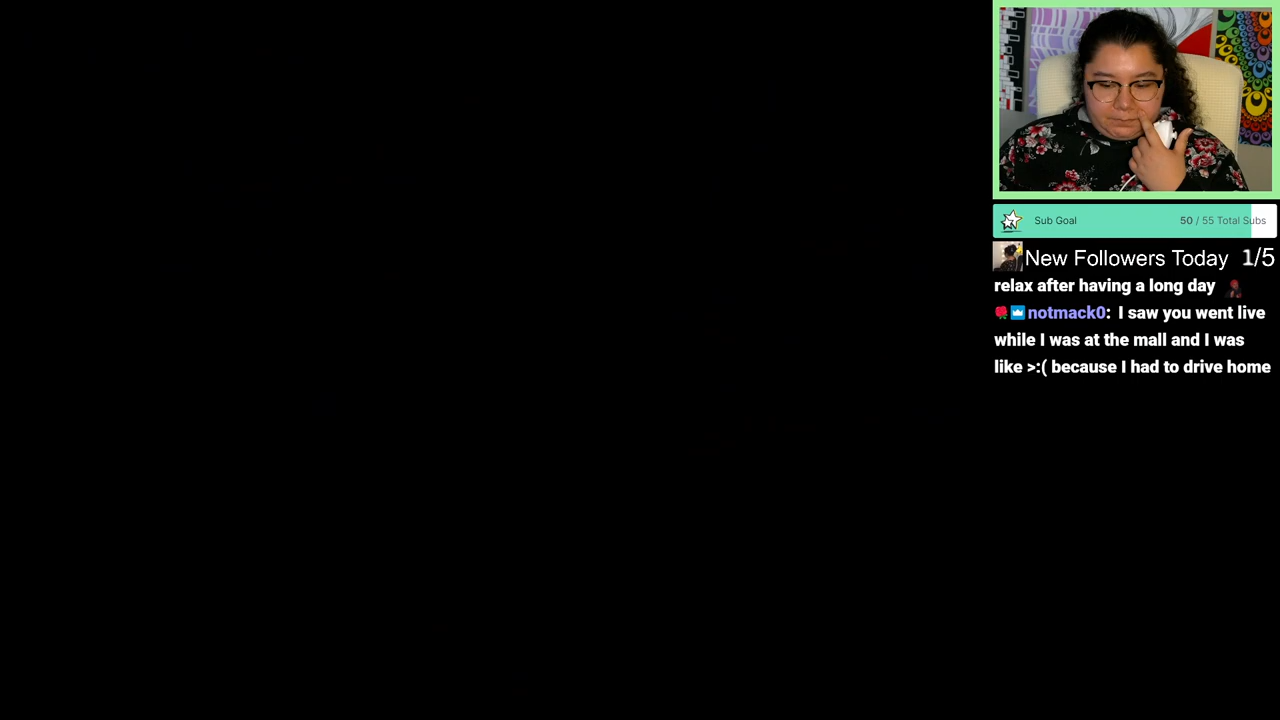 Sub Goal 50 / 55 Total Subs
New Followers Today 1/5
relax after having a long day
notmack0: I saw you went live
while I was at the mall and I was
like >:( because I had to drive home